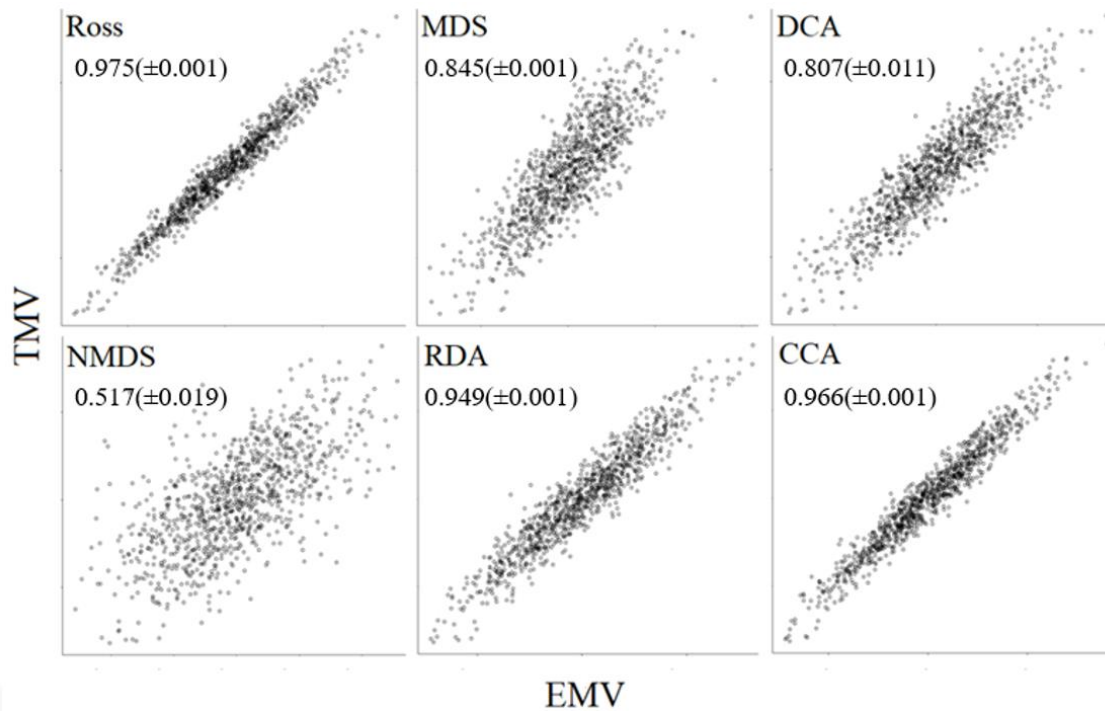 Ross
0.975(±0.001)
MDS
0.845(±0.001)
DCA
0.807(±0.011)
TMV
NMDS
0.517(±0.019)
RDA
0.949(±0.001)
CCA
0.966(±0.001)
EMV